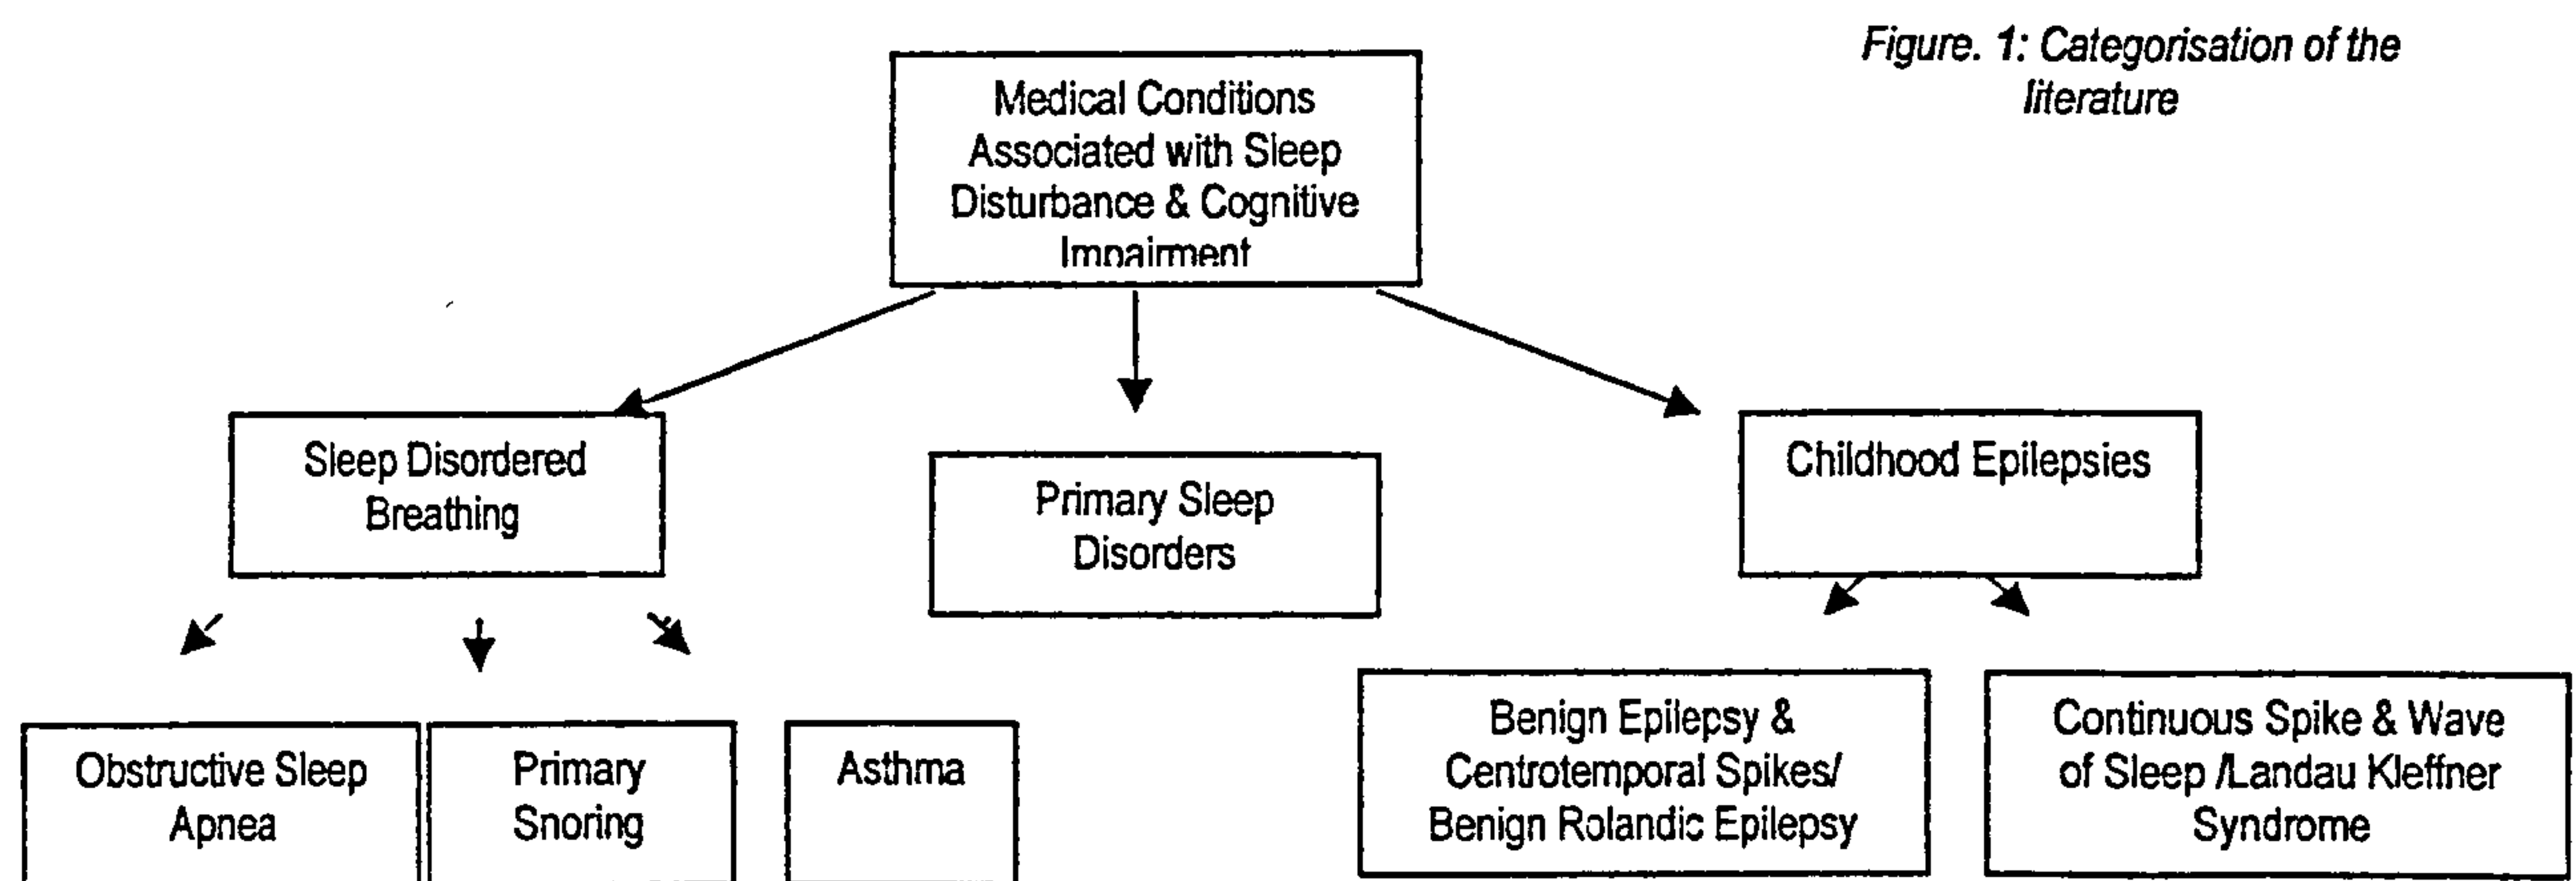 Figure. 1: Categorisation of the
literature
Medical Conditions
Associated with Sleep
Disturbance & Cognitive
Impairment
Sleep Disordered
Breathing
Primary Sleep
Disorders
Childhood Epilepsies
Obstructive Sleep
Apnea
Primary
Snoring
Asthma
Benign Epilepsy &
Centrotemporal Spikes/
Benign Rolandic Epilepsy
Continuous Spike & Wave
of Sleep /Landau Kleffner
Syndrome